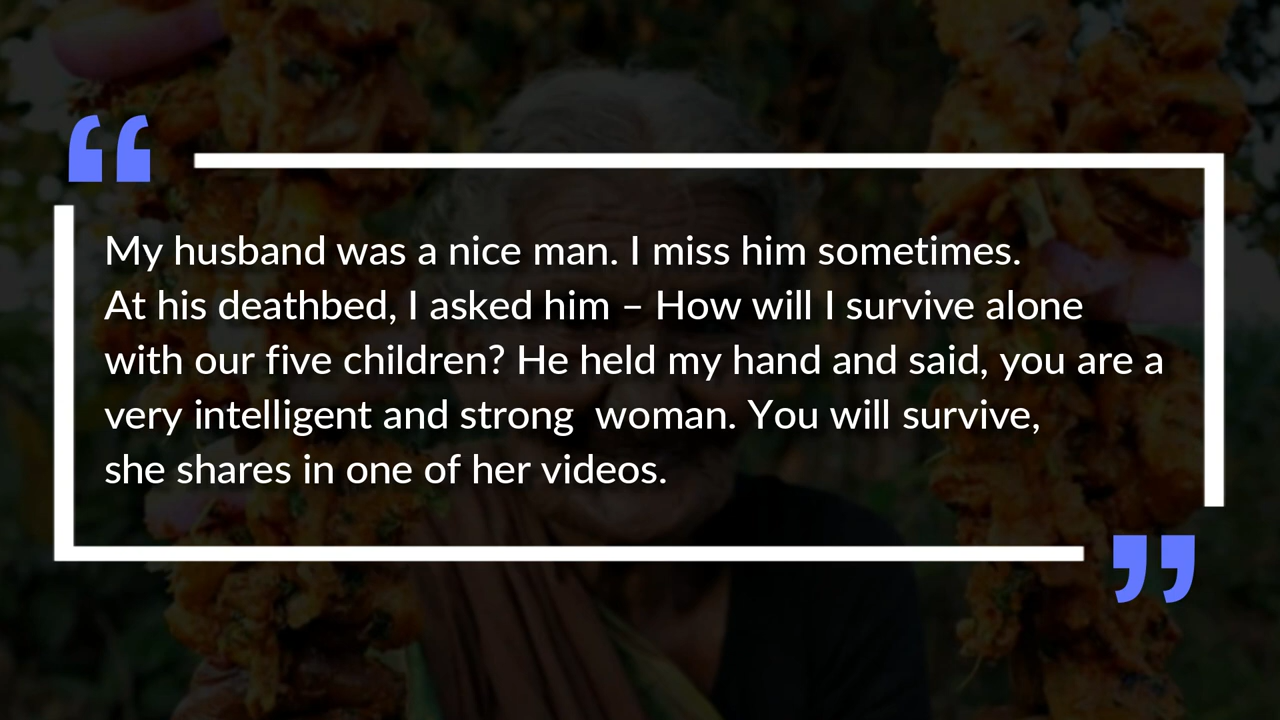 “
My husband was a nice man. I miss him sometimes.
At his deathbed, I asked him – How will I survive alone
with our five children? He held my hand and said, you are a
very intelligent and strong  woman. You will survive,
she shares in one of her videos.
”